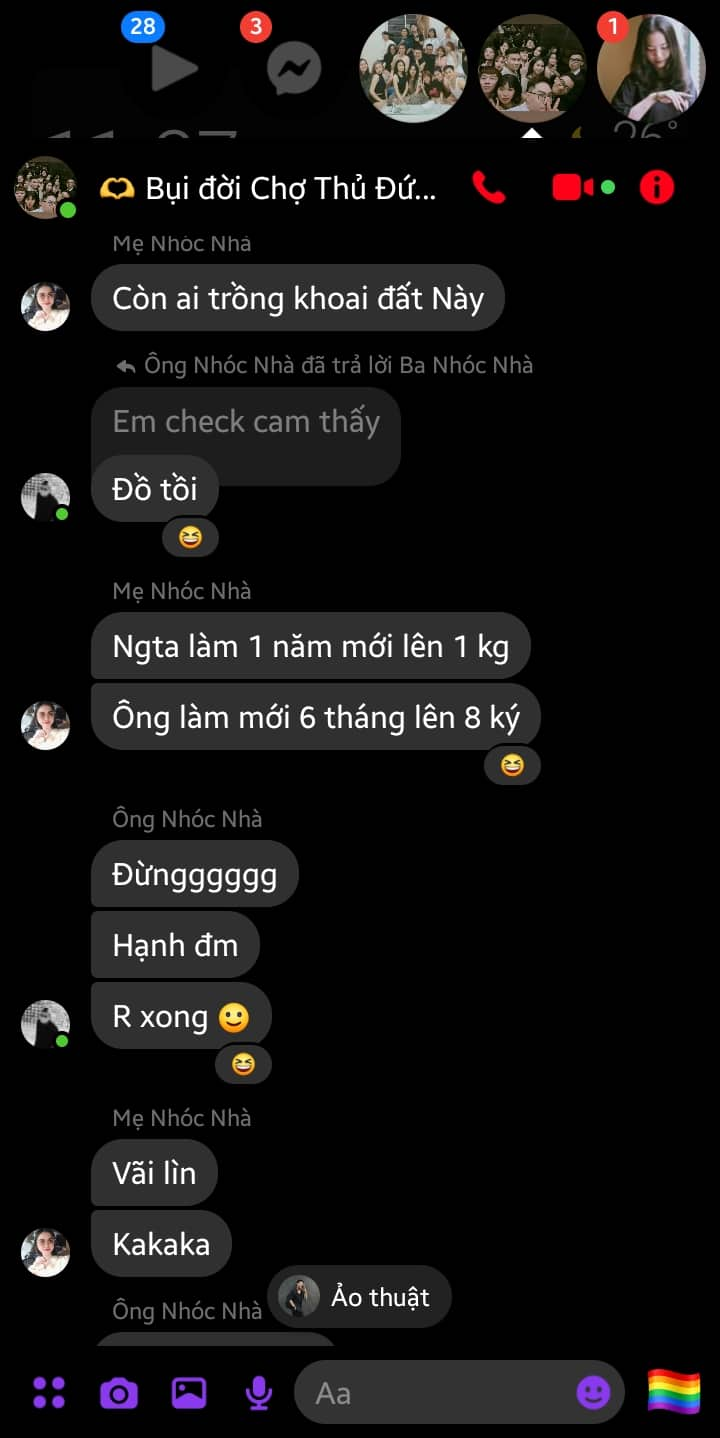 28
3
1
26°
Bụi đời Chợ Thủ Đứ...
Mẹ Nhóc Nhà
Còn ai trồng khoai đất Này
Ông Nhóc Nhà đã trả lời Ba Nhóc Nhà
Em check cam thấy
Đồ tồi
Mẹ Nhóc Nhà
Ngta làm 1 năm mới lên 1 kg
Ông làm mới 6 tháng lên 8 ký
Ông Nhóc Nhà
Đừngggggg
Hạnh đm
R xong
Mẹ Nhóc Nhà
Vãi lìn
Kakaka
Ông Nhóc Nhà
Ảo thuật
Aa